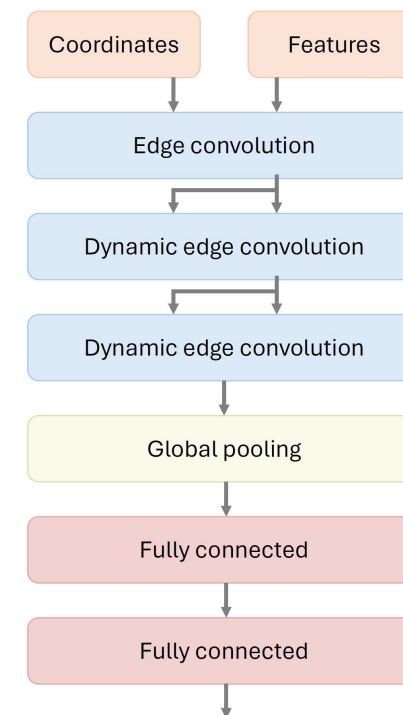 Coordinates
Features
Edge convolution
Dynamic edge convolution
Dynamic edge convolution
Global pooling
Fully connected
Fully connected